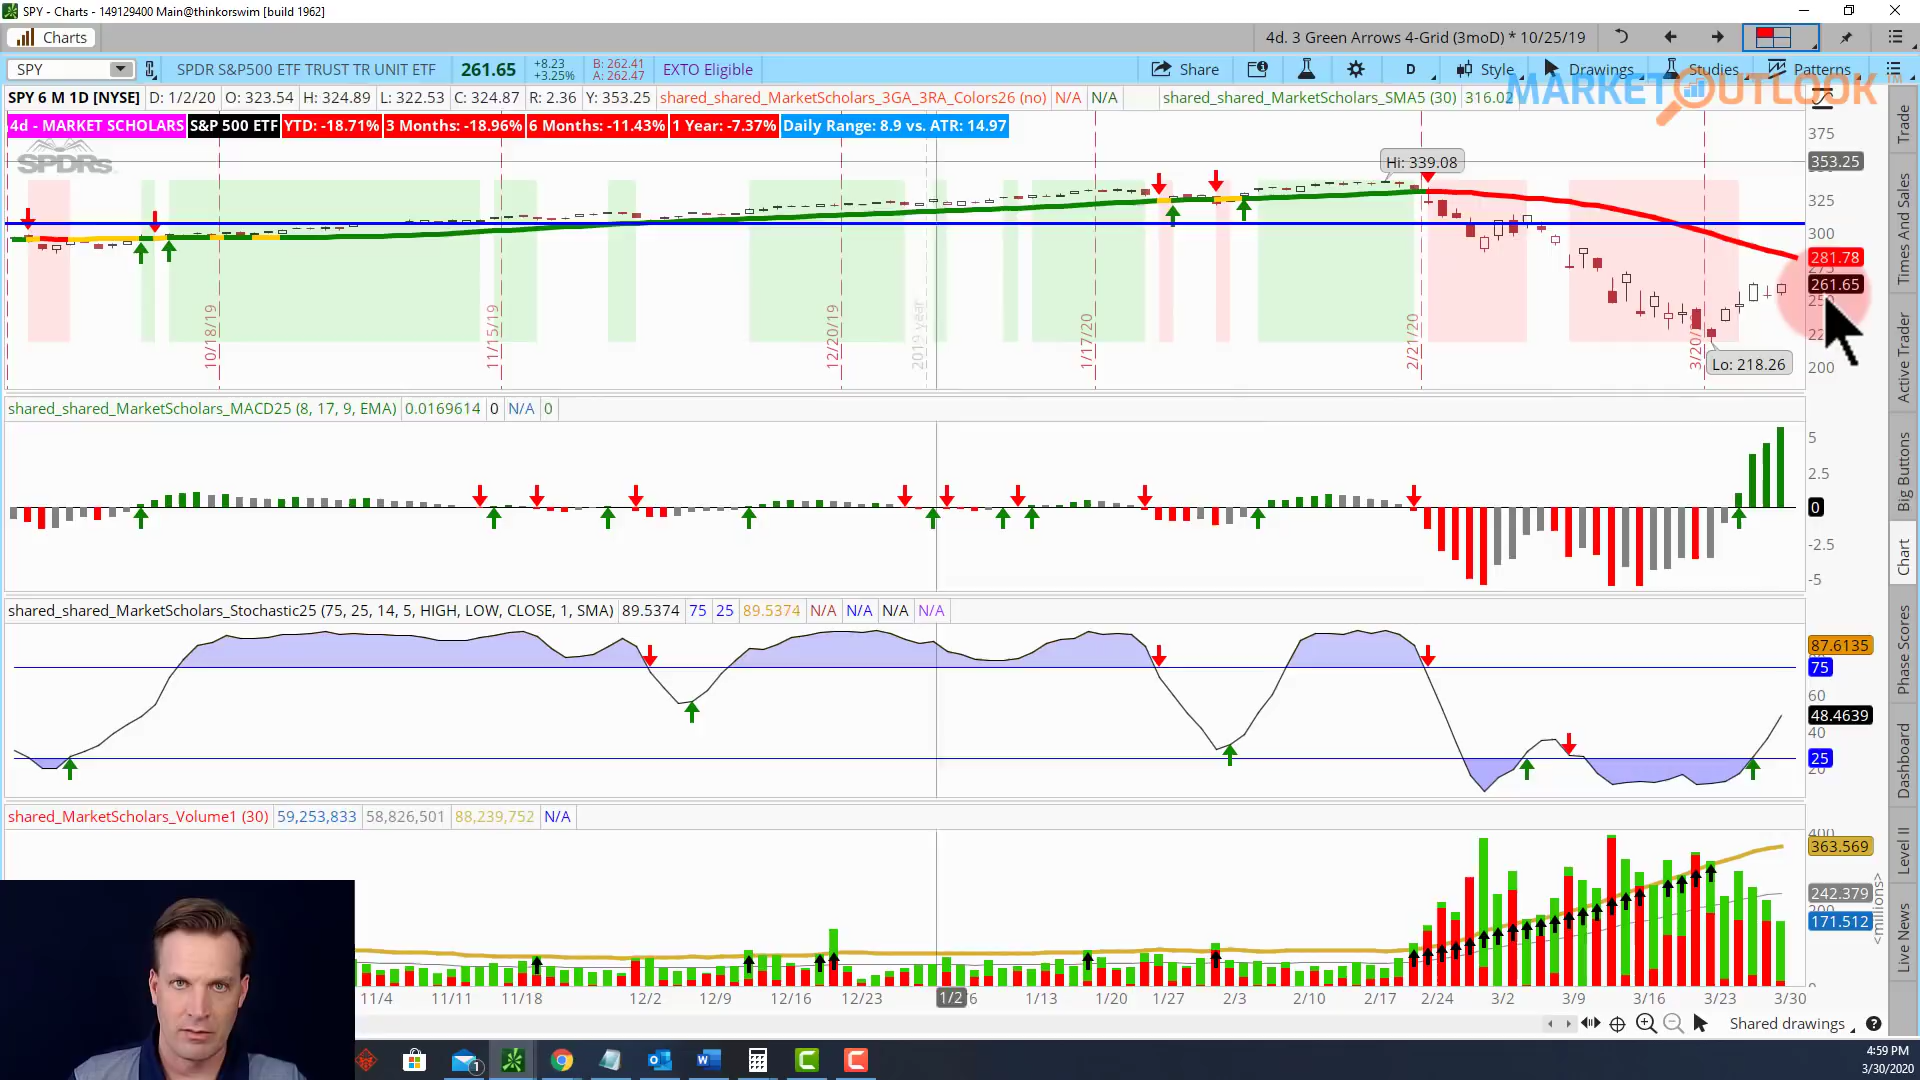 SPY - Charts - 149129400 Main@thinkorswim [build 1962]
Charts
4d. 3 Green Arrows 4-Grid (3moD) * 10/25/19
SPY
SPDR S&P500 ETF TRUST TR UNIT ETF
261.65
+8.23
+3.25%
B: 262.41
A: 262.47
EXTO Eligible
Share
D
Style
Drawings
Studies
Patterns
MARKET OUTLOOK
SPY 6 M 1D [NYSE]
D: 1/2/20
O: 323.54
H: 324.89
L: 322.53
C: 324.87
R: 2.36
Y: 353.25
shared_shared_MarketScholars_3GA_3RA_Colors26 (no)
N/A
N/A
shared_shared_MarketScholars_SMA5 (30)
316.02
4d - MARKET SCHOLARS
S&P 500 ETF
YTD: -18.71%
3 Months: -18.96%
6 Months: -11.43%
1 Year: -7.37%
Daily Range: 8.9 vs. ATR: 14.97
SPDRs
Hi: 339.08
Lo: 218.26
10/18/19
11/15/19
12/20/19
2019 year
1/17/20
2/21/20
3/20
375
353.25
325
300
281.78
275
261.65
200
shared_shared_MarketScholars_MACD25 (8, 17, 9, EMA)
0.0169614
0
N/A
0
5
2.5
0
-2.5
-5
shared_shared_MarketScholars_Stochastic25 (75, 25, 14, 5, HIGH, LOW, CLOSE, 1, SMA)
89.5374
75
25
89.5374
N/A
N/A
N/A
N/A
87.6135
75
60
48.4639
40
25
20
shared_MarketScholars_Volume1 (30)
59,253,833
58,826,501
88,239,752
N/A
400
363.569
242.379
171.512
<millions>
11/4
11/11
11/18
12/2
12/9
12/16
12/23
1/2
6
1/13
1/20
1/27
2/3
2/10
2/17
2/24
3/2
3/9
3/16
3/23
3/30
Shared drawings
Trade
Times And Sales
Active Trader
Big Buttons
Chart
Phase Scores
Dashboard
Level II
Live News
1
4:59 PM
3/30/2020